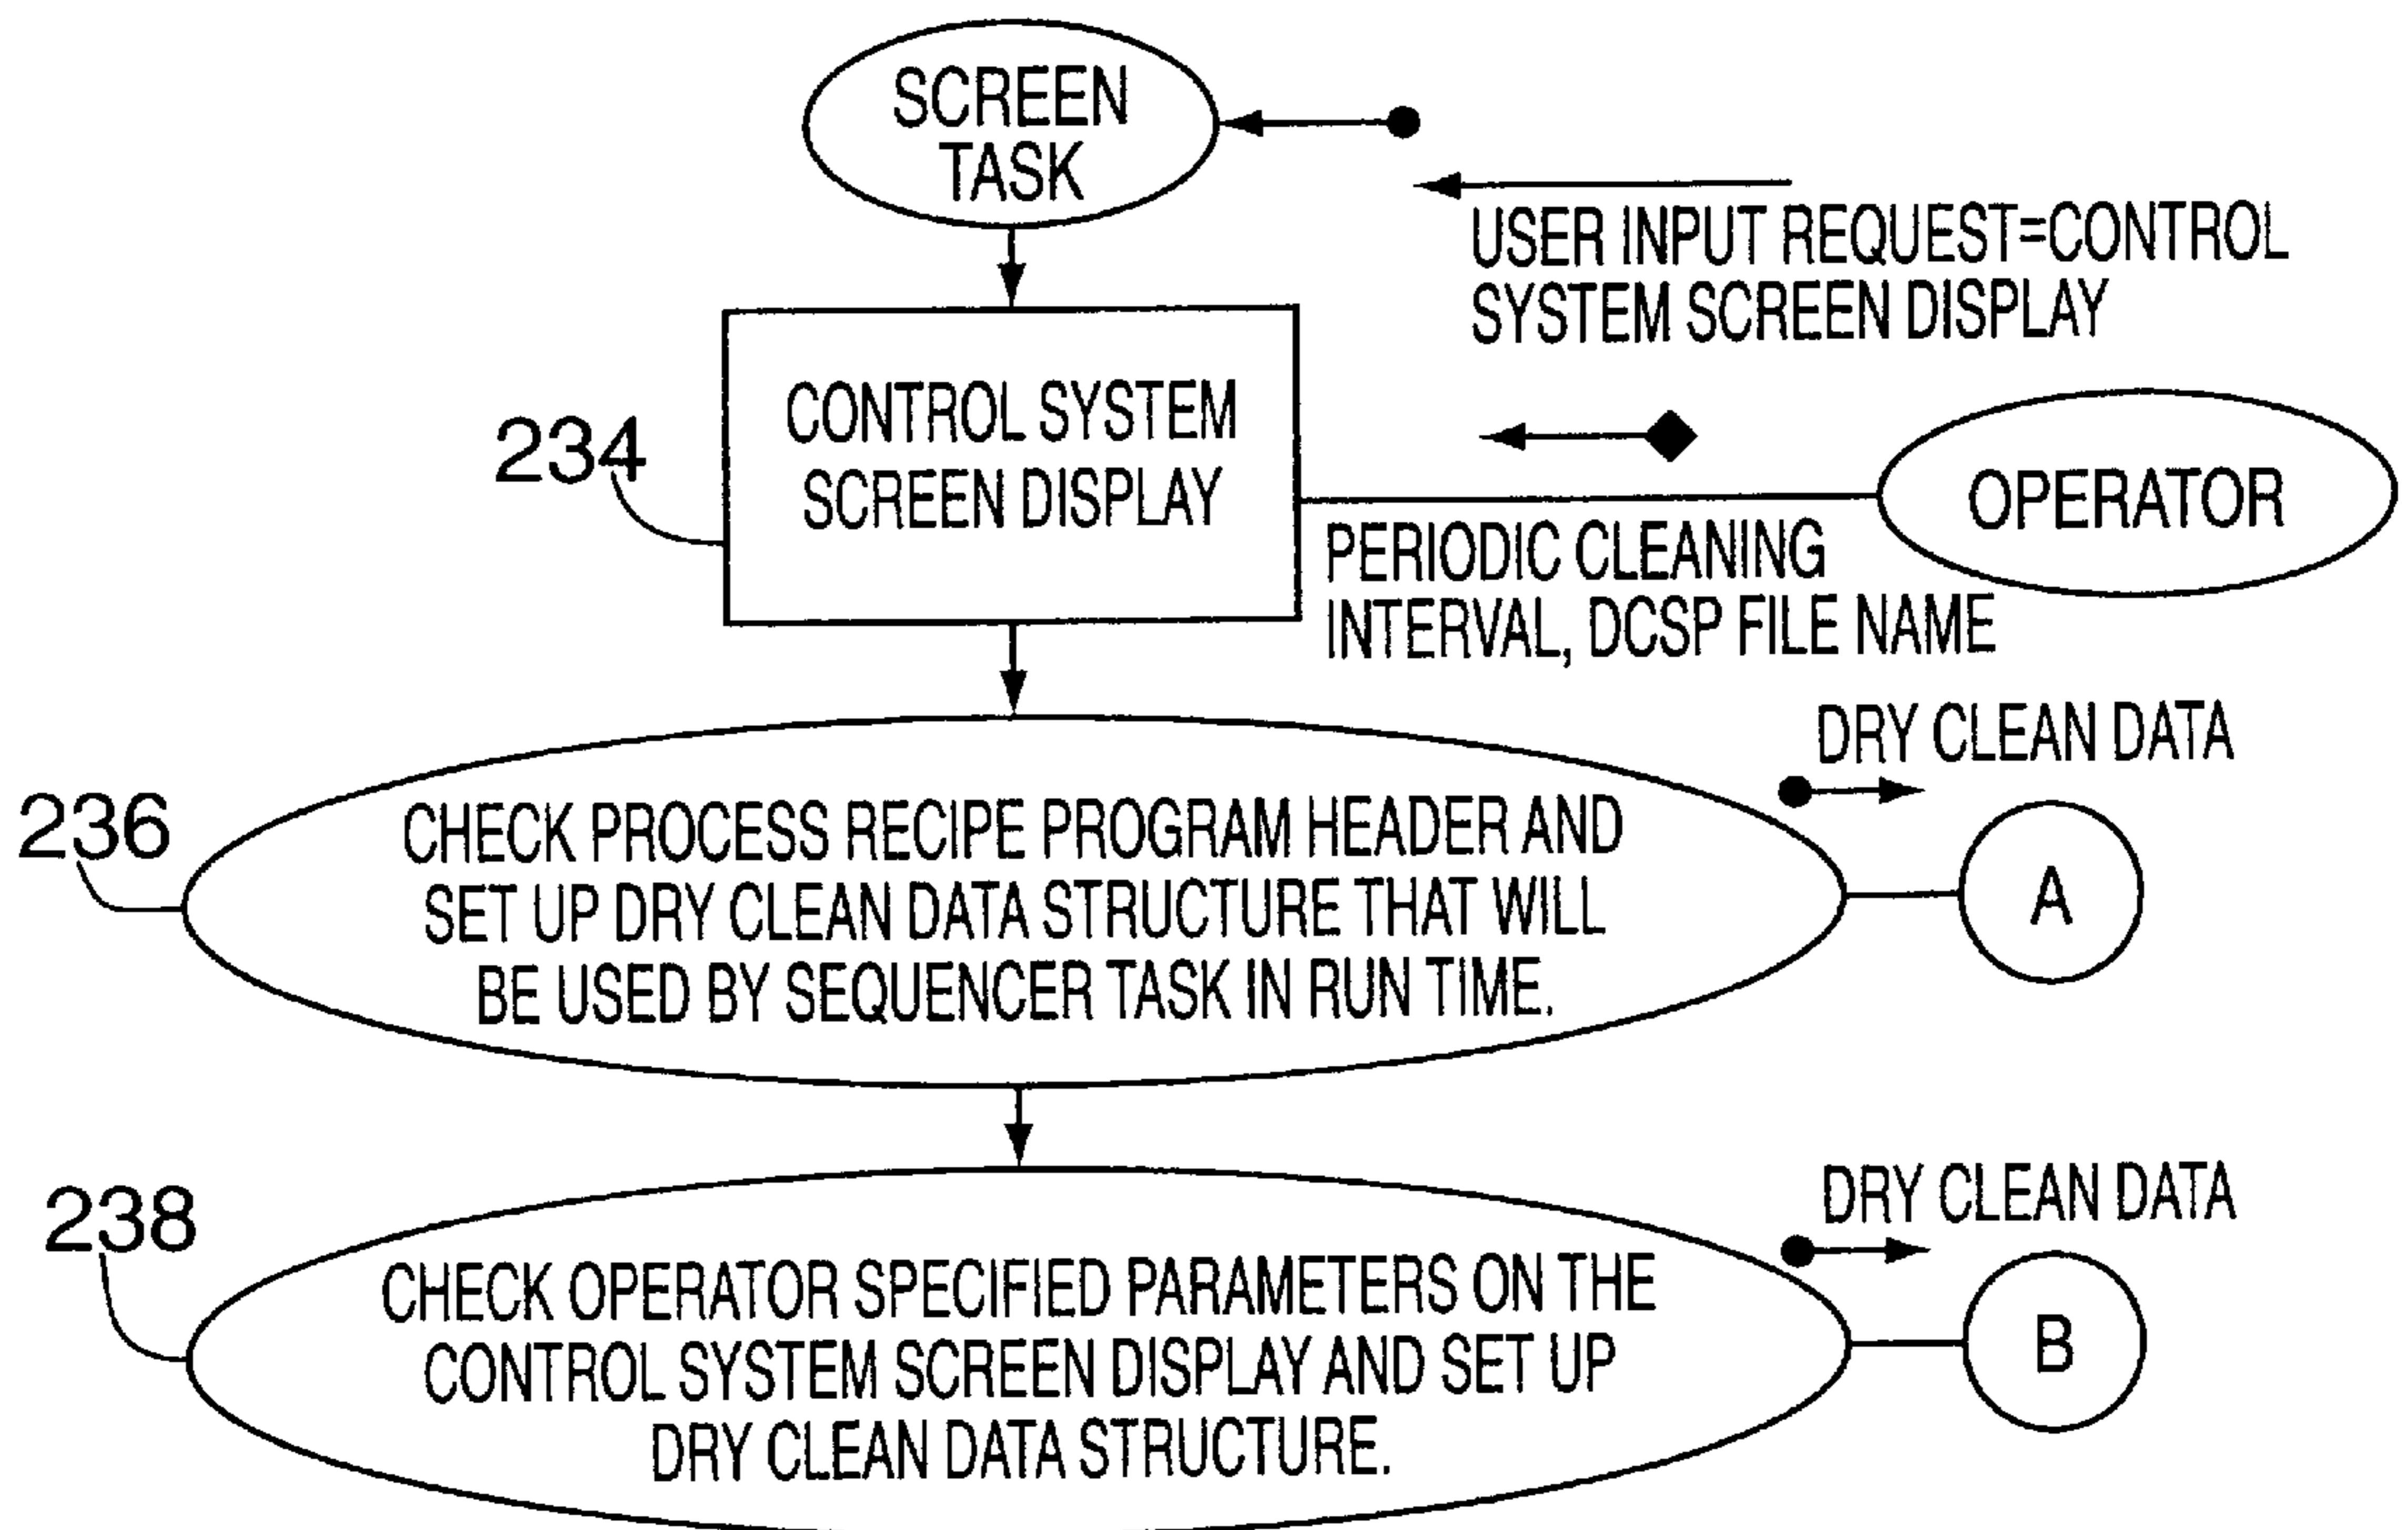 SCREEN
TASK
USER INPUT REQUEST=CONTROL
SYSTEM SCREEN DISPLAY
234
CONTROL SYSTEM
SCREEN DISPLAY
OPERATOR
PERIODIC CLEANING
INTERVAL, DCSP FILE NAME
DRY CLEAN DATA
236
CHECK PROCESS RECIPE PROGRAM HEADER AND
SET UP DRY CLEAN DATA STRUCTURE THAT WILL
BE USED BY SEQUENCER TASK IN RUN TIME.
A
DRY CLEAN DATA
238
CHECK OPERATOR SPECIFIED PARAMETERS ON THE
CONTROL SYSTEM SCREEN DISPLAY AND SET UP
DRY CLEAN DATA STRUCTURE.
B